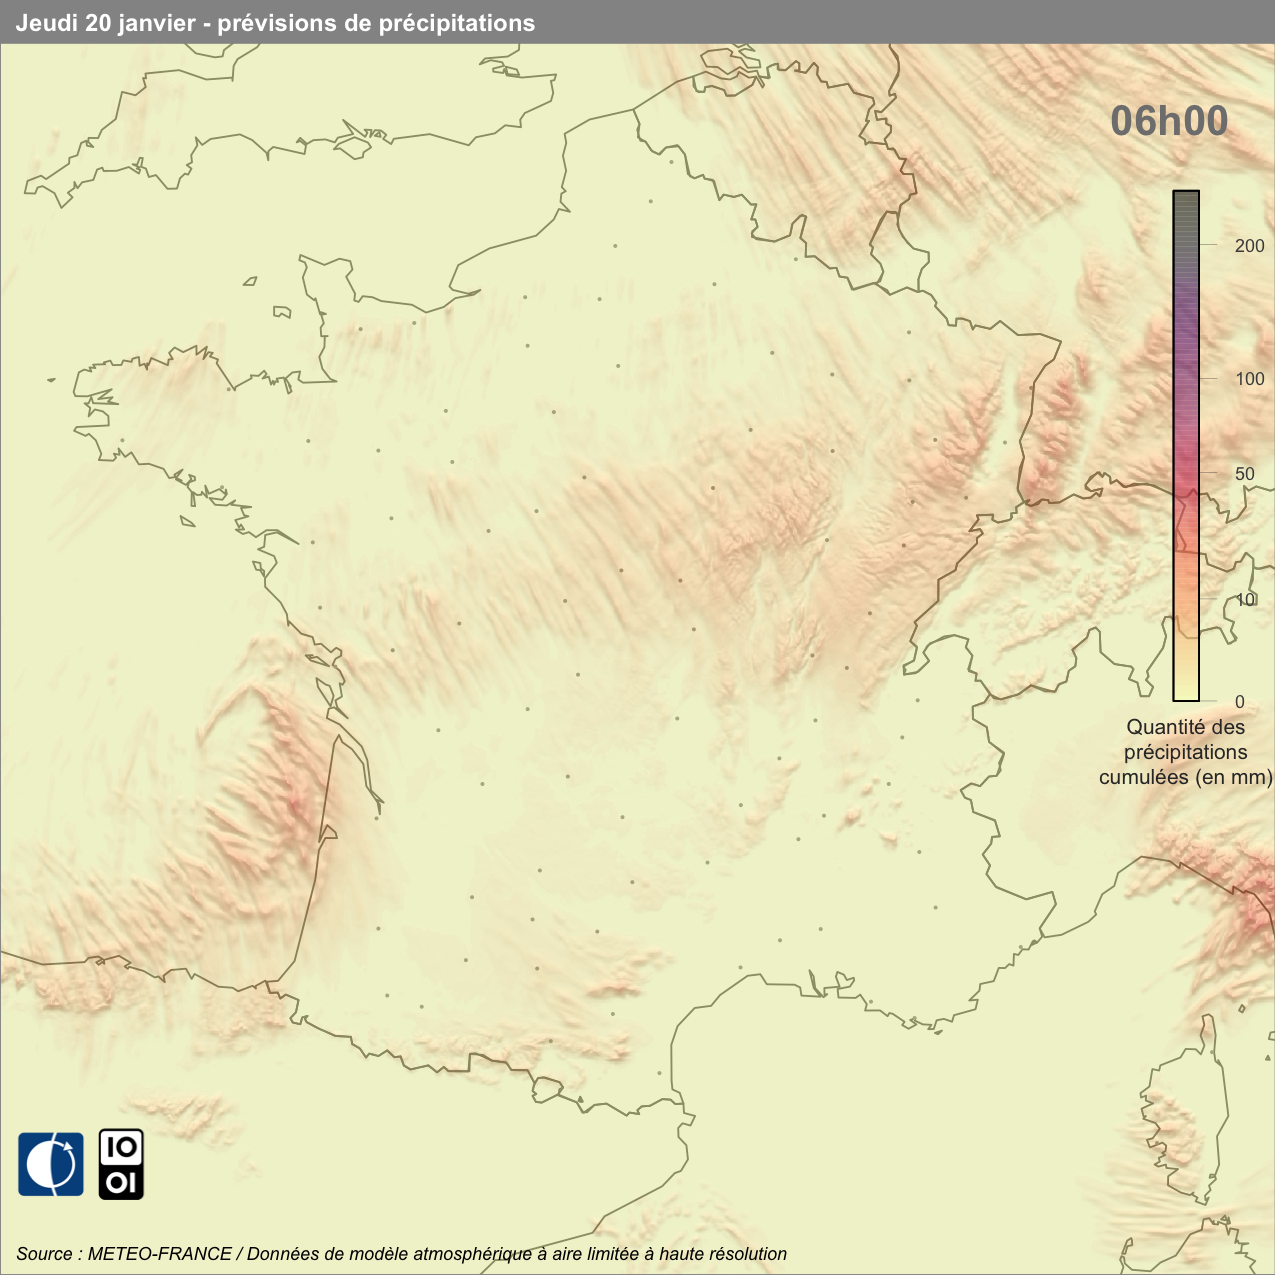 Jeudi 20 janvier - prévisions de précipitations
06h00
200
100
50
10
0
Quantité des
précipitations
cumulées (en mm)
IO
OI
Source : METEO-FRANCE / Données de modèle atmosphérique à aire limitée à haute résolution